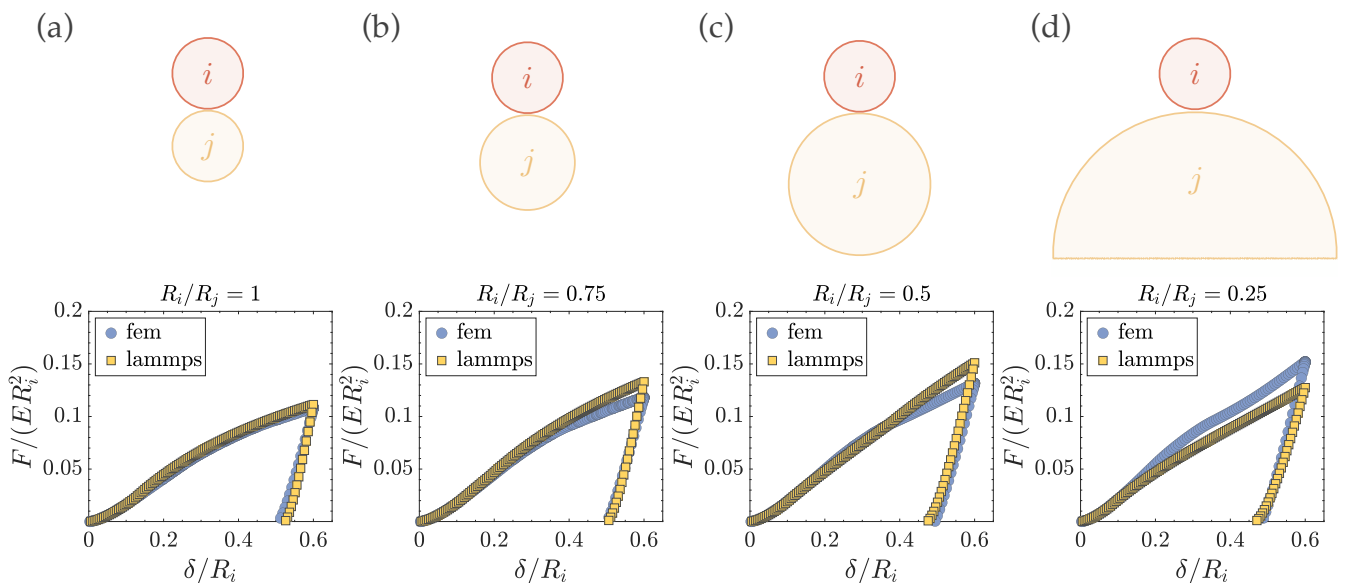 (a)
i
j
R_i/R_j = 1
fem
lammps
F/(ER_i^2)
0.2
0.15
0.1
0.05
0
0.2
0.4
0.6
δ/R_i
(b)
i
j
R_i/R_j = 0.75
fem
lammps
F/(ER_i^2)
0.2
0.15
0.1
0.05
0
0.2
0.4
0.6
δ/R_i
(c)
i
j
R_i/R_j = 0.5
fem
lammps
F/(ER_i^2)
0.2
0.15
0.1
0.05
0
0.2
0.4
0.6
δ/R_i
(d)
i
j
R_i/R_j = 0.25
fem
lammps
F/(ER_i^2)
0.2
0.15
0.1
0.05
0
0.2
0.4
0.6
δ/R_i